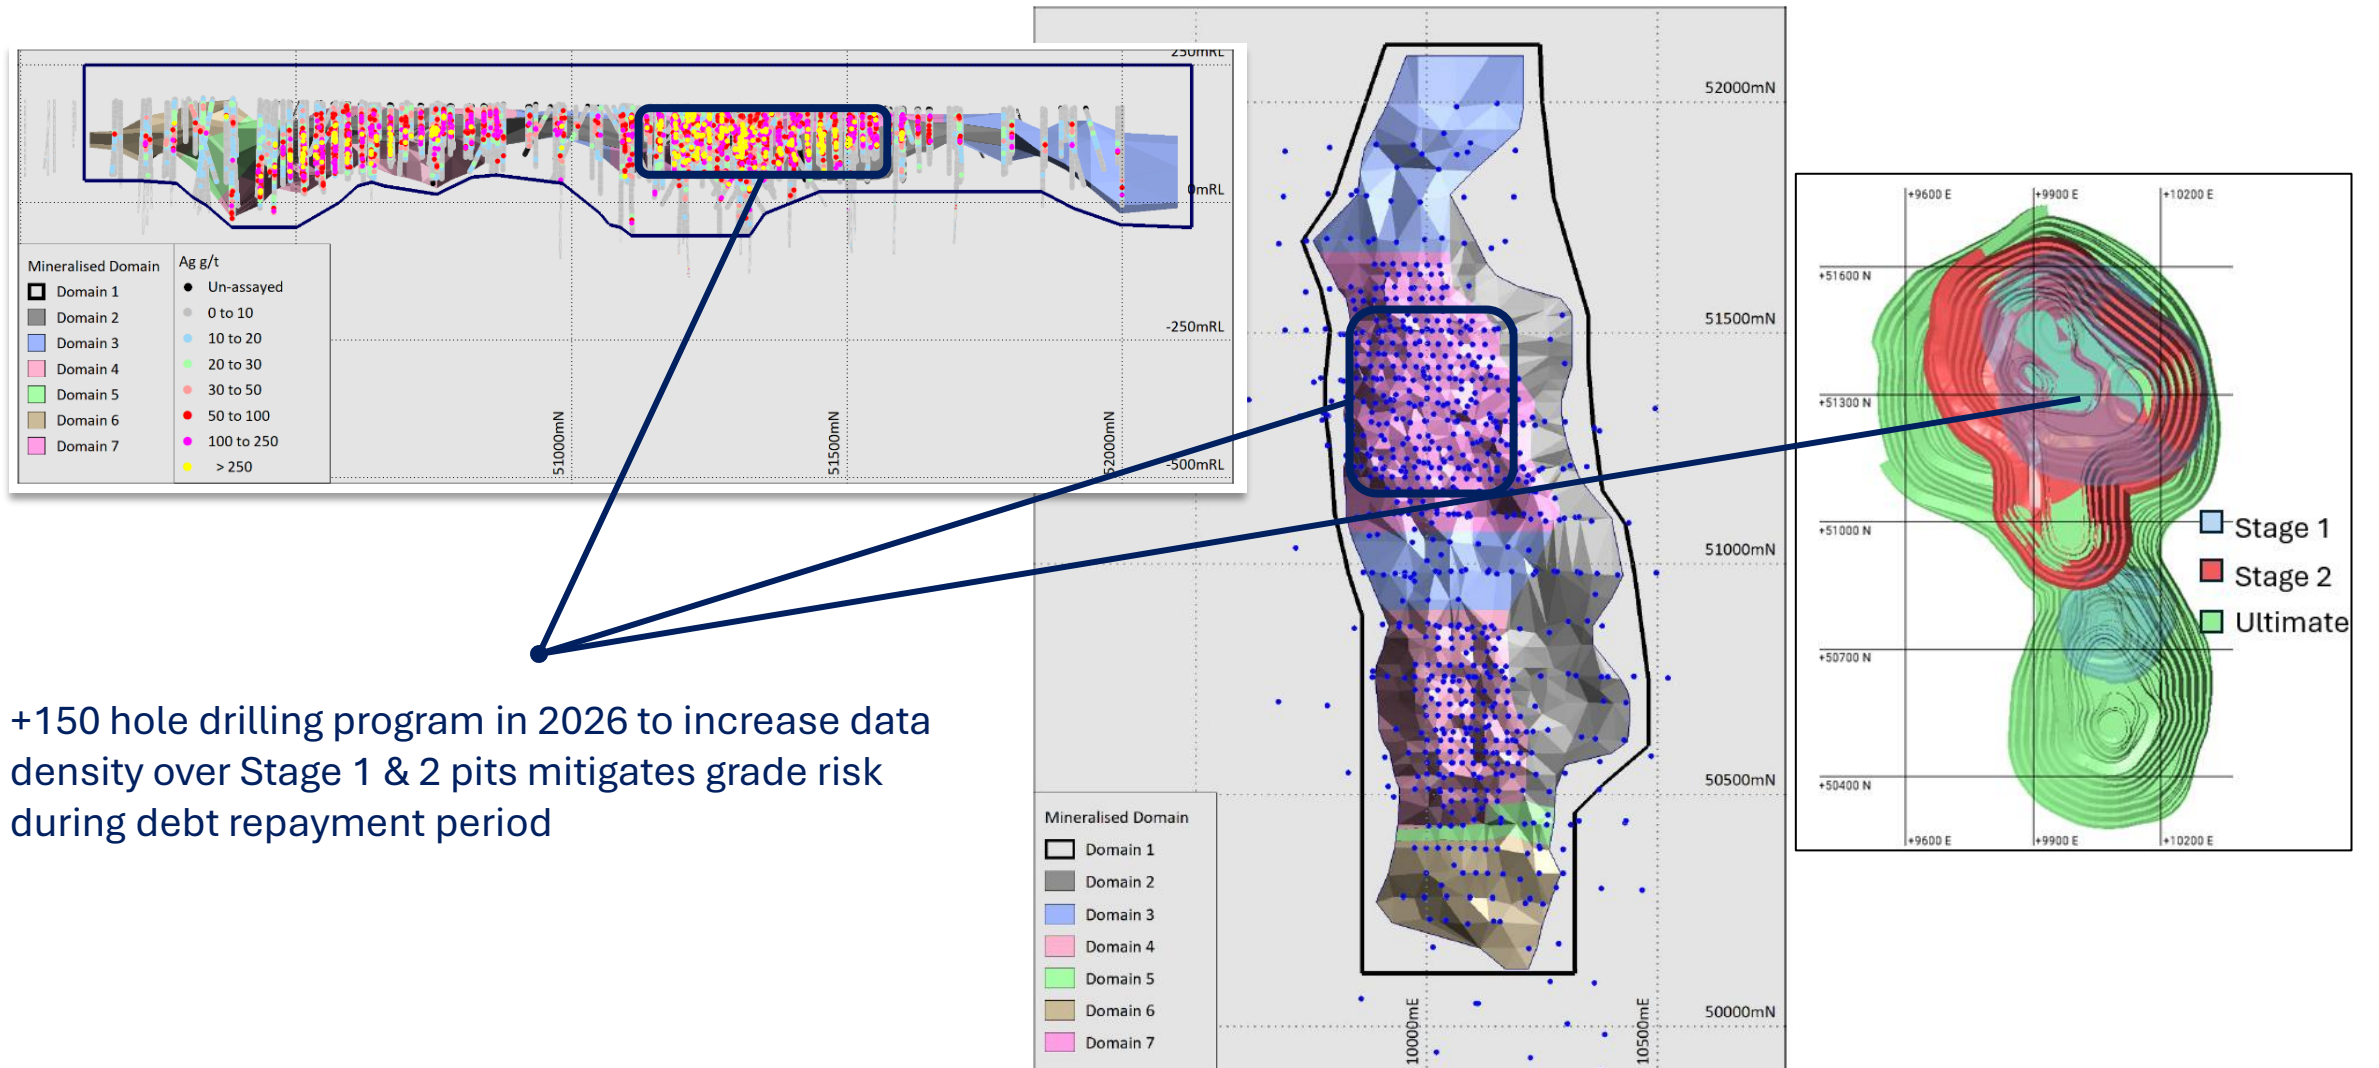 250mRL
0mRL
-250mRL
-500mRL
51000mN
51500mN
52000mN
Mineralised Domain
Domain 1
Domain 2
Domain 3
Domain 4
Domain 5
Domain 6
Domain 7
Ag g/t
Un-assayed
0 to 10
10 to 20
20 to 30
30 to 50
50 to 100
100 to 250
> 250
+150 hole drilling program in 2026 to increase data
density over Stage 1 & 2 pits mitigates grade risk
during debt repayment period
52000mN
51500mN
51000mN
50500mN
50000mN
10000mE
10500mE
Mineralised Domain
Domain 1
Domain 2
Domain 3
Domain 4
Domain 5
Domain 6
Domain 7
+9600 E
+9900 E
+10200 E
+51600 N
+51300 N
+51000 N
+50700 N
+50400 N
+9600 E
+9900 E
+10200 E
Stage 1
Stage 2
Ultimate